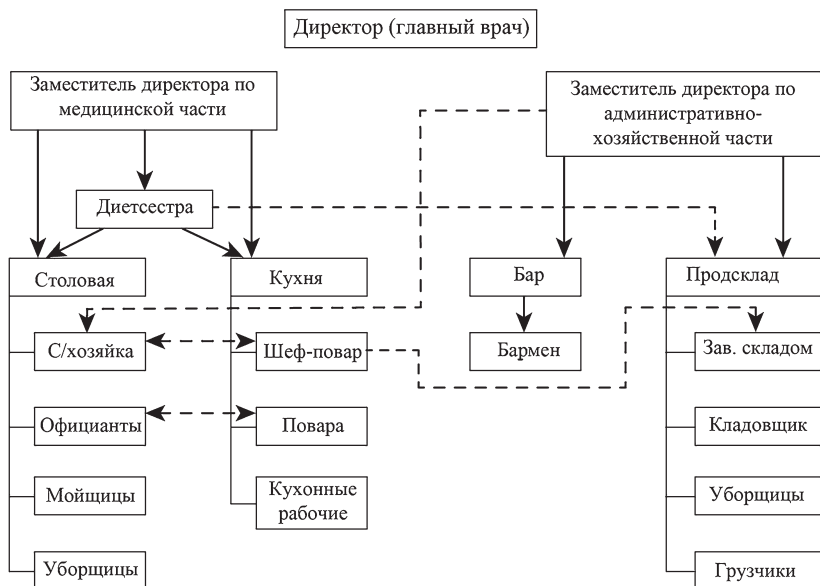 Директор (главный врач)
Заместитель директора по
медицинской части
Заместитель директора по
административно-
хозяйственной части
Диетсестра
Столовая
Кухня
Бар
Продсклад
С/хозяйка
Шеф-повар
Бармен
Зав. складом
Официанты
Повара
Кладовщик
Мойщицы
Кухонные
рабочие
Уборщицы
Уборщицы
Грузчики